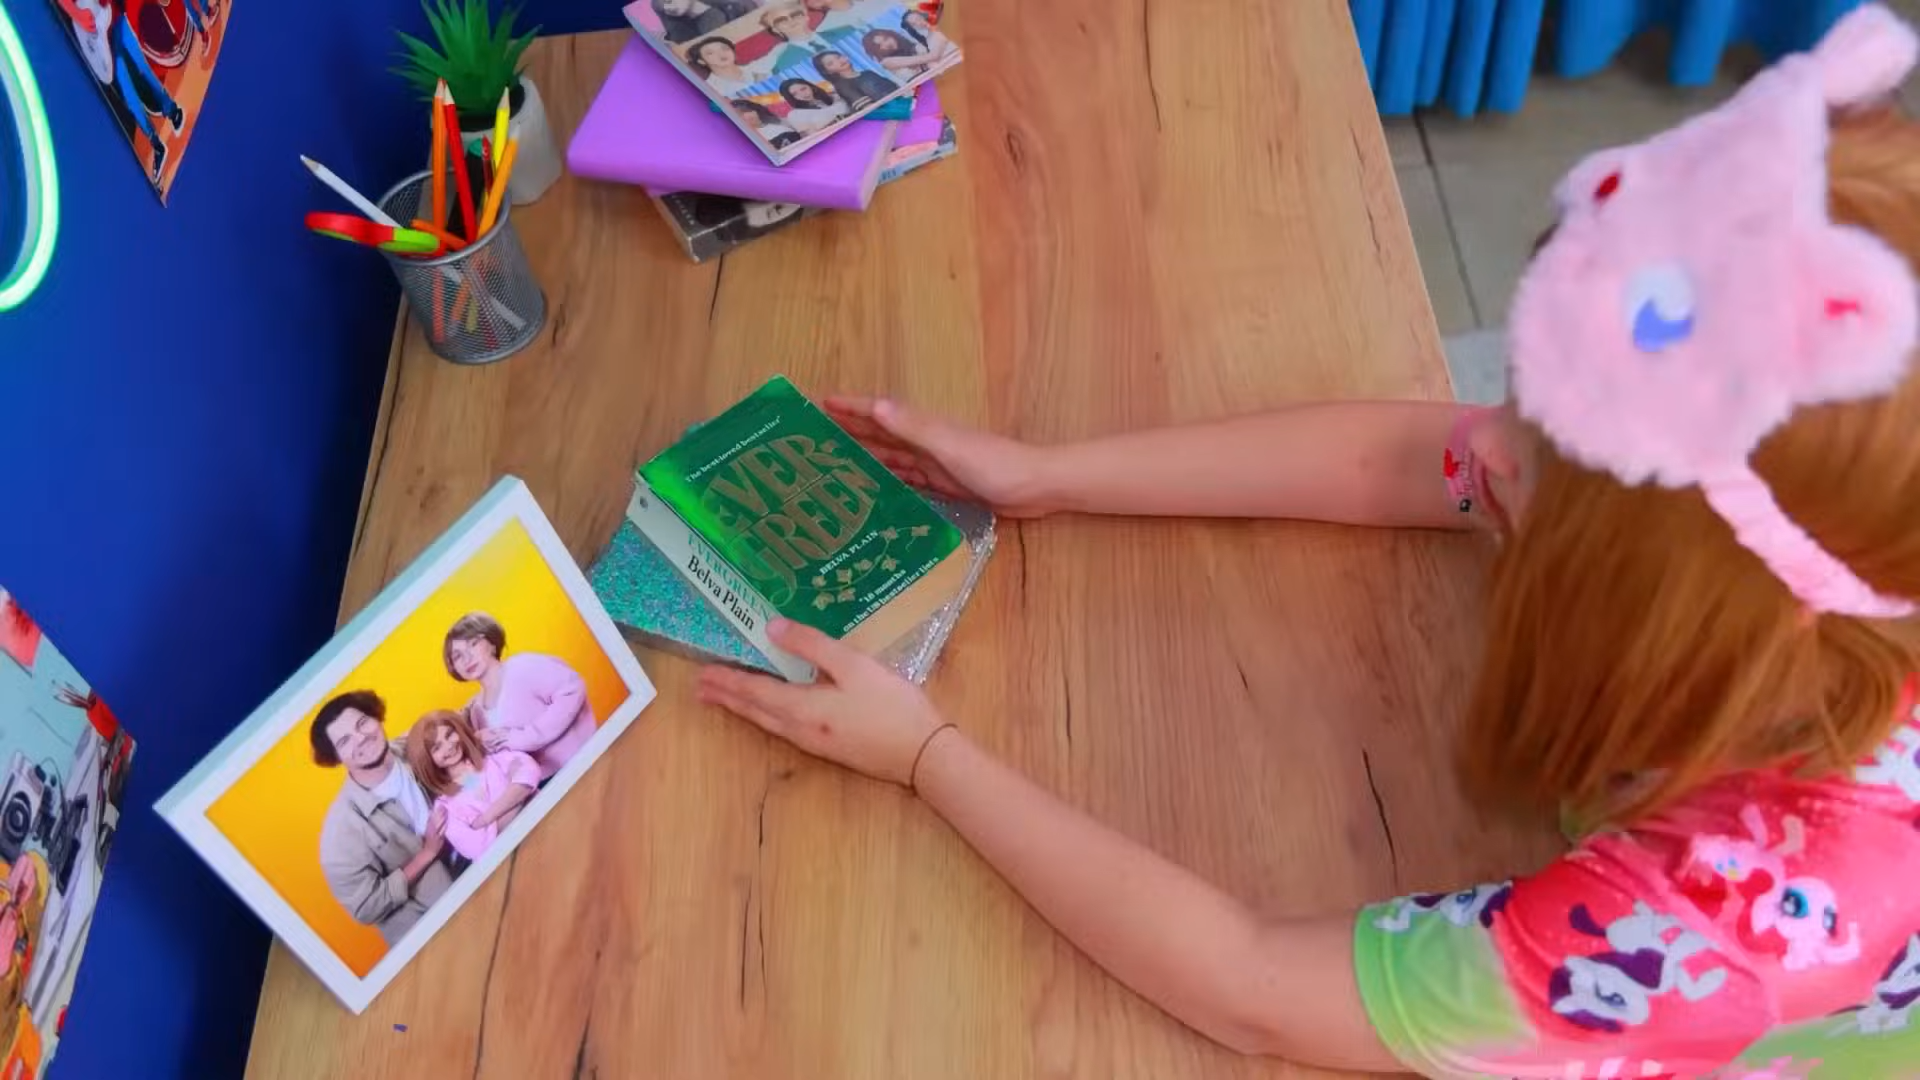 "The best-loved bestseller"
EVER-
GREEN
BELVA PLAIN
"18 months
on the US bestseller lists
EVERGREEN
Belva Plain